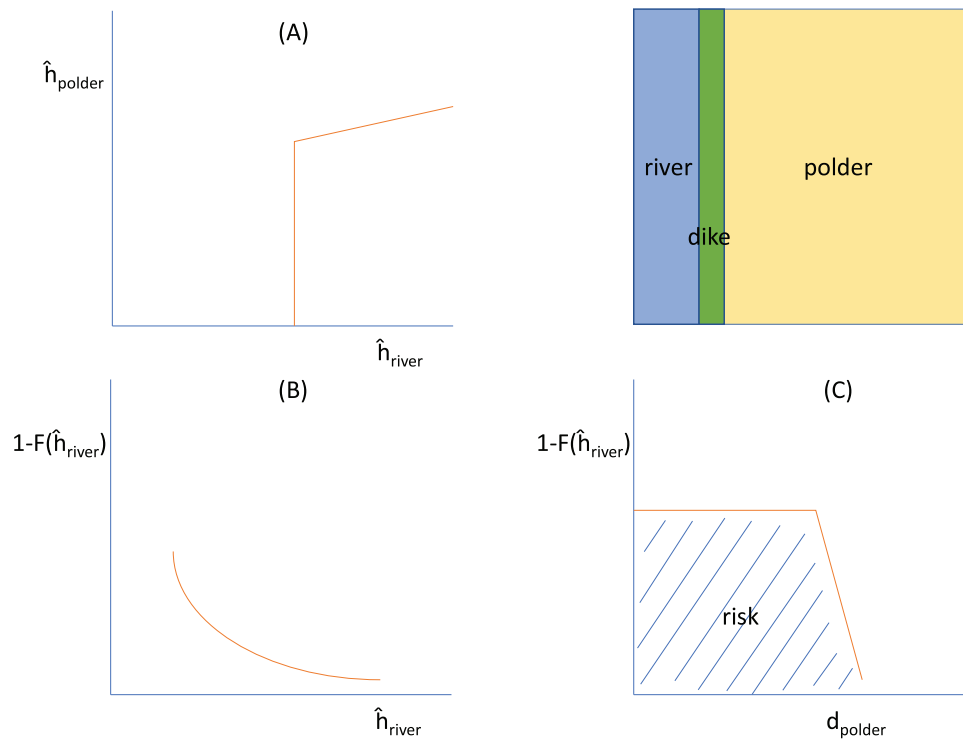 (A)
ĥpolder
ĥriver
river
dike
polder
(B)
1-F(ĥriver)
ĥriver
(C)
1-F(ĥriver)
risk
dpolder